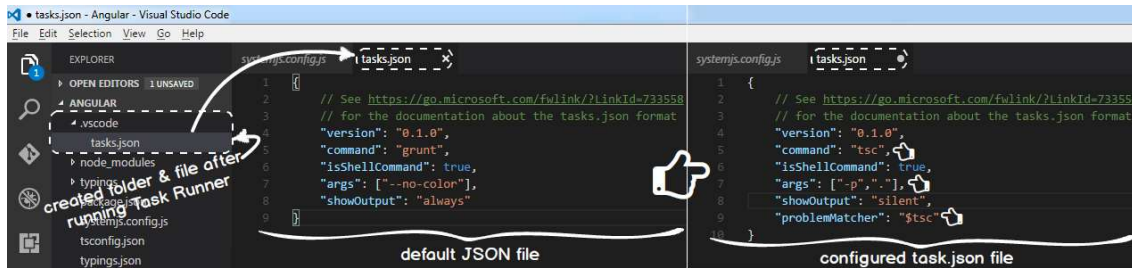 • tasks.json - Angular - Visual Studio Code
File Edit Selection View Go Help
EXPLORER
OPEN EDITORS 1 UNSAVED
ANGULAR
.vscode
tasks.json
node_modules
typings
package.json
systemjs.config.js
tsconfig.json
typings.json
1
created folder & file after
running Task Runner
systemjs.config.js
tasks.json
1 {
2 // See https://go.microsoft.com/fwlink/?LinkId=733558
3 // for the documentation about the tasks.json format
4 "version": "0.1.0",
5 "command": "grunt",
6 "isShellCommand": true,
7 "args": ["--no-color"],
8 "showOutput": "always"
9 }
default JSON file
systemjs.config.js
tasks.json
1 {
2 // See https://go.microsoft.com/fwlink/?LinkId=73355
3 // for the documentation about the tasks.json format
4 "version": "0.1.0",
5 "command": "tsc",
6 "isShellCommand": true,
7 "args": ["-p","."],
8 "showOutput": "silent",
9 "problemMatcher": "$tsc"
10 }
configured task.json file